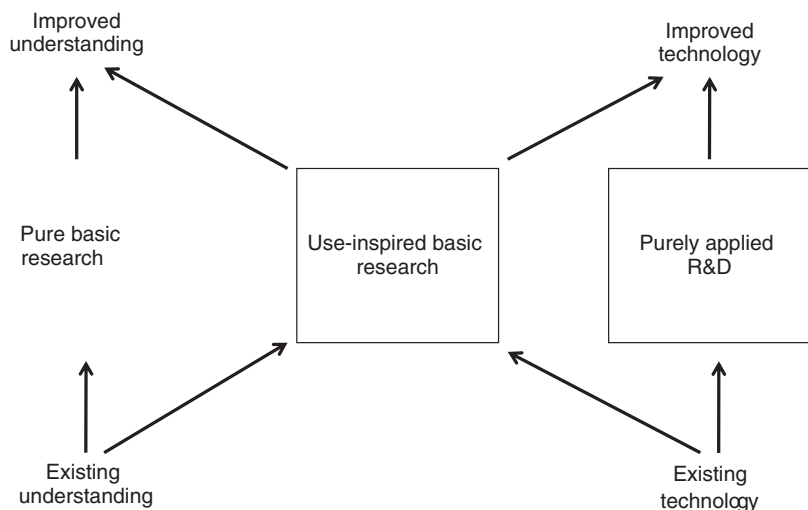 Improved
understanding
Improved
technology
Pure basic
research
Use-inspired basic
research
Purely applied
R&D
Existing
understanding
Existing
technology